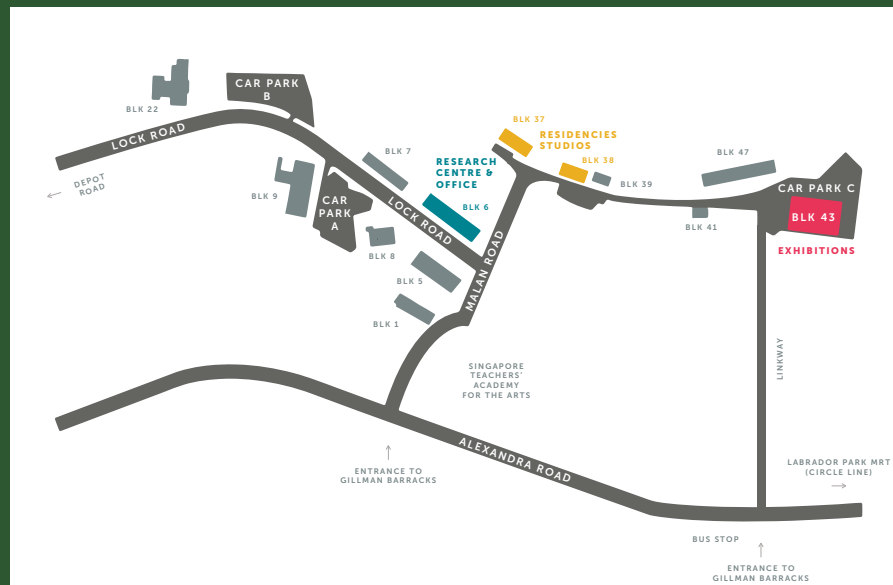 CAR PARK
B
BLK 22
LOCK ROAD
BLK 37
RESIDENCIES
STUDIOS
BLK 38
BLK 7
BLK 47
RESEARCH
CENTRE &
OFFICE
DEPOT
ROAD
BLK 39
CAR PARK C
BLK 9
CAR
PARK
A
LOCK ROAD
BLK 6
BLK 43
BLK 41
EXHIBITIONS
BLK 8
MALAN ROAD
BLK 5
BLK 1
LINKWAY
SINGAPORE
TEACHERS'
ACADEMY
FOR THE ARTS
ALEXANDRA ROAD
ENTRANCE TO
GILLMAN BARRACKS
LABRADOR PARK MRT
(CIRCLE LINE)
BUS STOP
ENTRANCE TO
GILLMAN BARRACKS